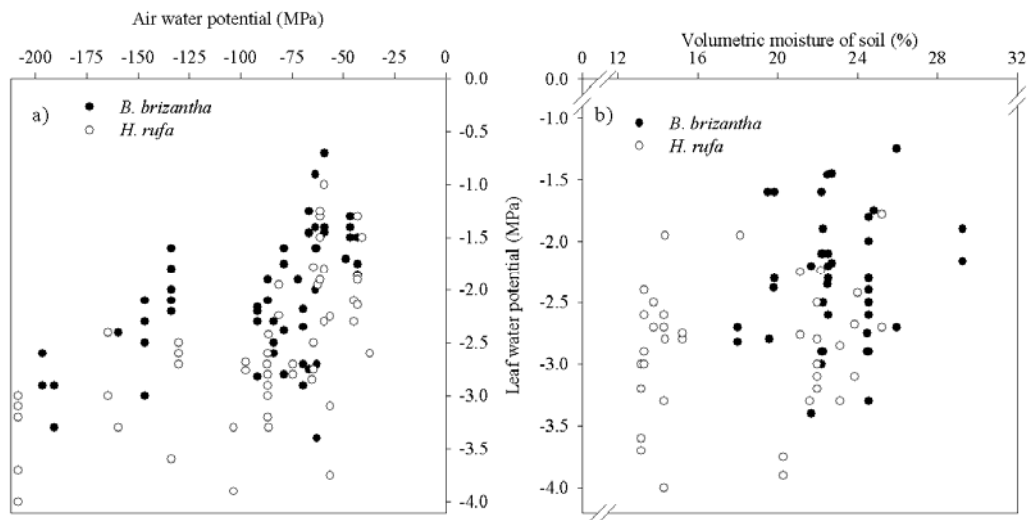 Air water potential (MPa)
-200 -175 -150 -125 -100 -75 -50 -25 0
0.0
-0.5
-1.0
-1.5
-2.0
-2.5
-3.0
-3.5
-4.0
a)
B. brizantha
H. rufa
Volumetric moisture of soil (%)
0 12 16 20 24 28 32
0.0
-1.0
-1.5
-2.0
-2.5
-3.0
-3.5
-4.0
Leaf water potential (MPa)
b)
B. brizantha
H. rufa